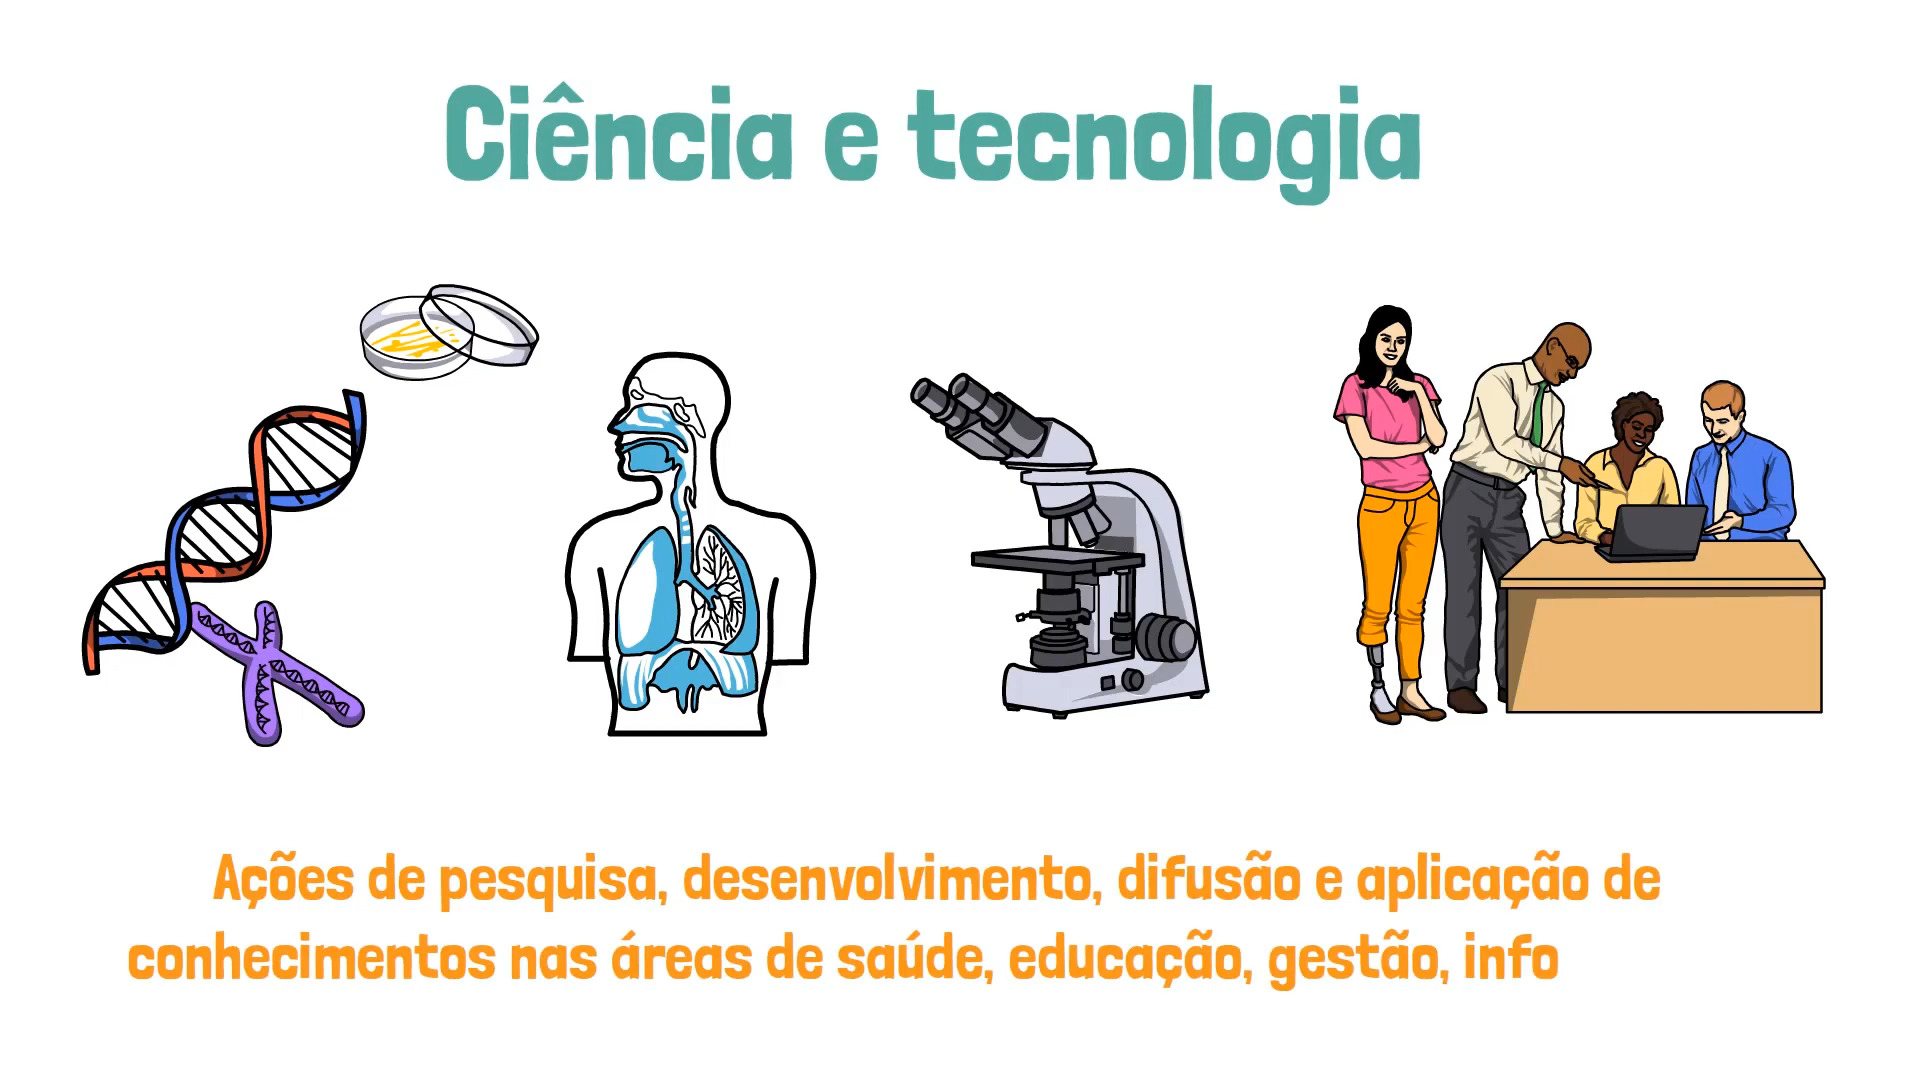 Ciência e tecnologia
Ações de pesquisa, desenvolvimento, difusão e aplicação de
conhecimentos nas áreas de saúde, educação, gestão, info